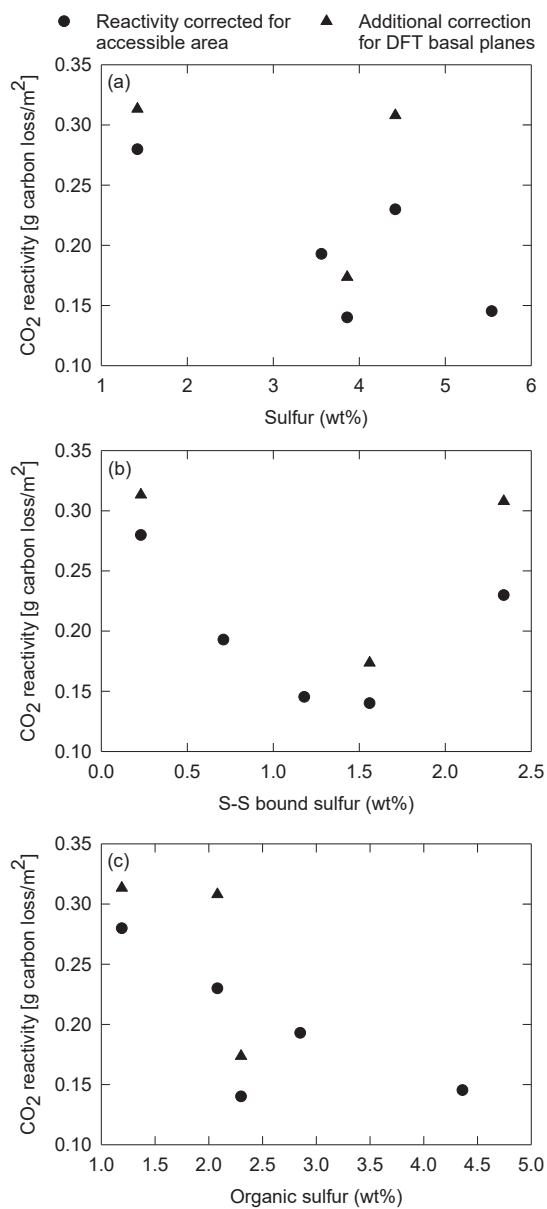 Reactivity corrected for
accessible area
Additional correction
for DFT basal planes
(a)
CO2 reactivity [g carbon loss/m2]
0.35
0.30
0.25
0.20
0.15
0.10
1 2 3 4 5 6
Sulfur (wt%)
(b)
CO2 reactivity [g carbon loss/m2]
0.35
0.30
0.25
0.20
0.15
0.10
0.0 0.5 1.0 1.5 2.0 2.5
S-S bound sulfur (wt%)
(c)
CO2 reactivity [g carbon loss/m2]
0.35
0.30
0.25
0.20
0.15
0.10
1.0 1.5 2.0 2.5 3.0 3.5 4.0 4.5 5.0
Organic sulfur (wt%)